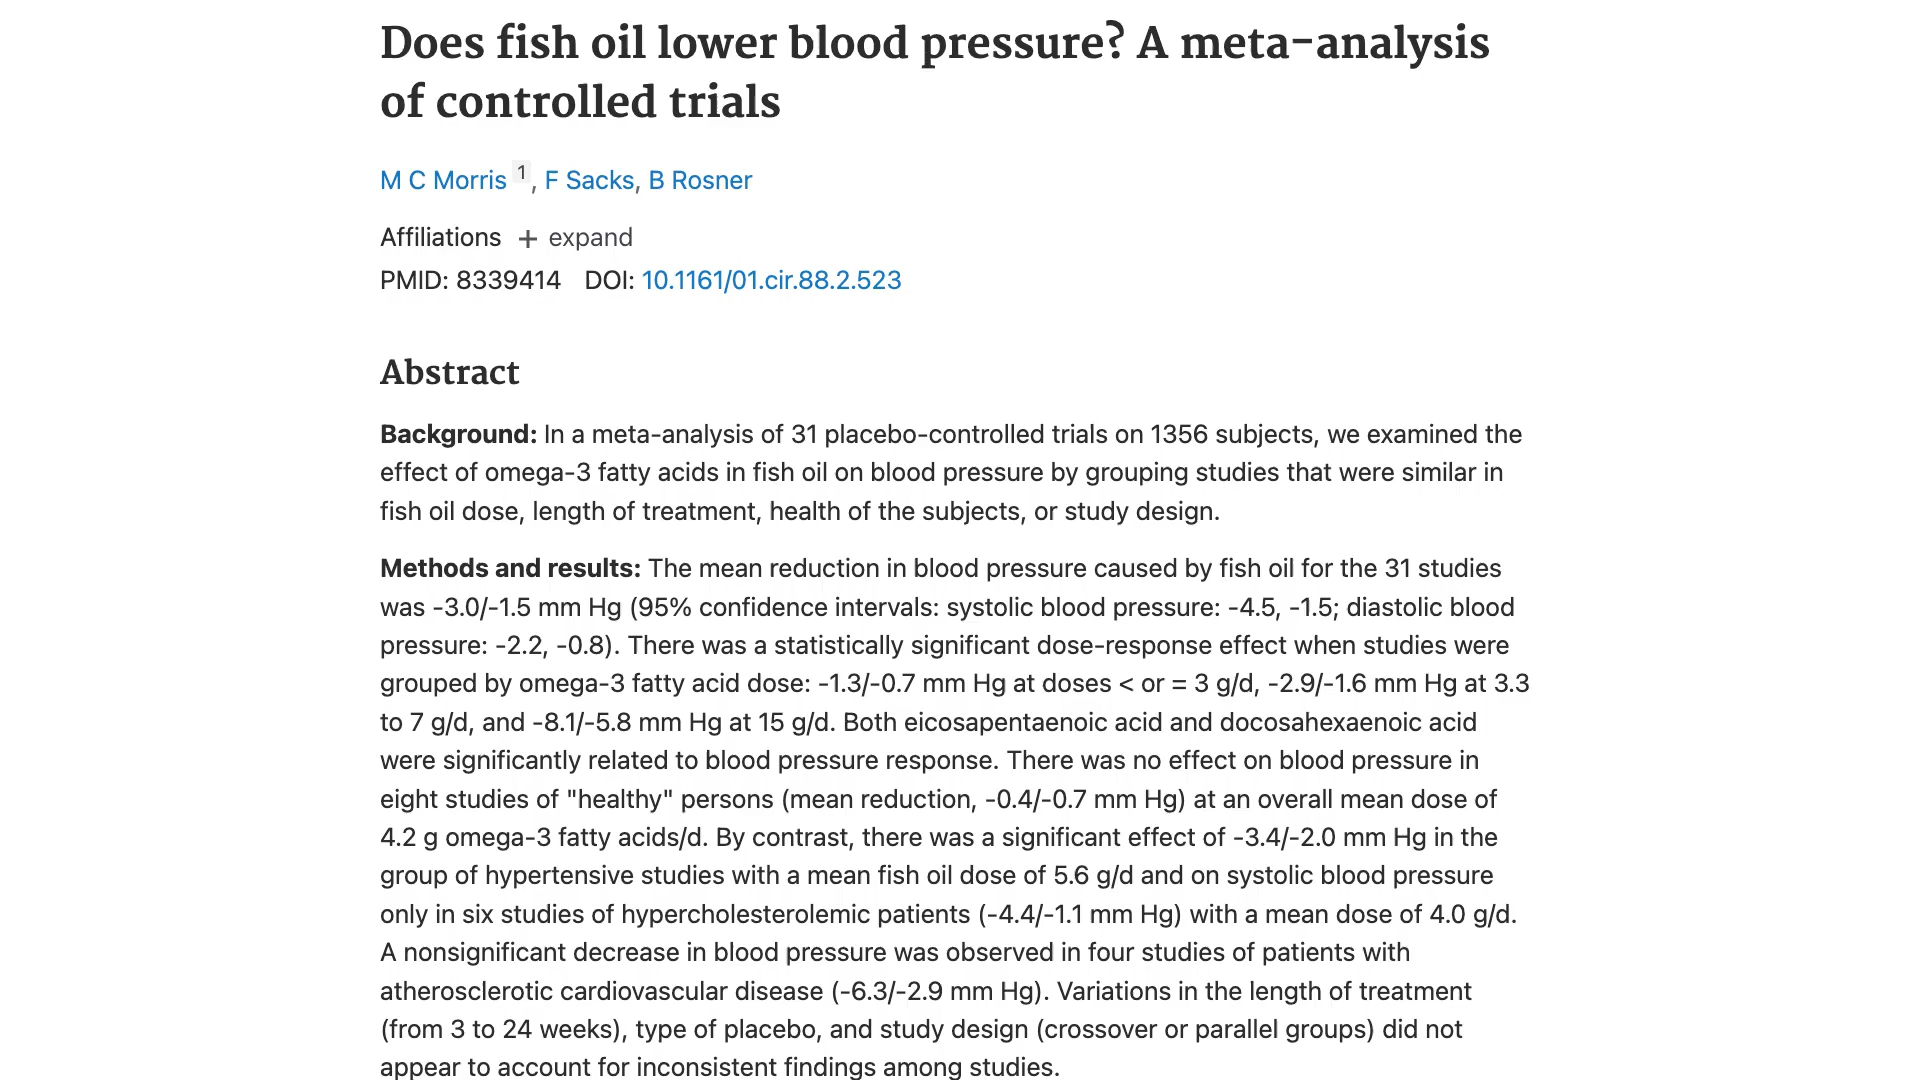 Does fish oil lower blood pressure? A meta-analysis
of controlled trials
M C Morris 1, F Sacks, B Rosner
Affiliations + expand
PMID: 8339414 DOI: 10.1161/01.cir.88.2.523
Abstract
Background: In a meta-analysis of 31 placebo-controlled trials on 1356 subjects, we examined the
effect of omega-3 fatty acids in fish oil on blood pressure by grouping studies that were similar in
fish oil dose, length of treatment, health of the subjects, or study design.
Methods and results: The mean reduction in blood pressure caused by fish oil for the 31 studies
was -3.0/-1.5 mm Hg (95% confidence intervals: systolic blood pressure: -4.5, -1.5; diastolic blood
pressure: -2.2, -0.8). There was a statistically significant dose-response effect when studies were
grouped by omega-3 fatty acid dose: -1.3/-0.7 mm Hg at doses < or = 3 g/d, -2.9/-1.6 mm Hg at 3.3
to 7 g/d, and -8.1/-5.8 mm Hg at 15 g/d. Both eicosapentaenoic acid and docosahexaenoic acid
were significantly related to blood pressure response. There was no effect on blood pressure in
eight studies of "healthy" persons (mean reduction, -0.4/-0.7 mm Hg) at an overall mean dose of
4.2 g omega-3 fatty acids/d. By contrast, there was a significant effect of -3.4/-2.0 mm Hg in the
group of hypertensive studies with a mean fish oil dose of 5.6 g/d and on systolic blood pressure
only in six studies of hypercholesterolemic patients (-4.4/-1.1 mm Hg) with a mean dose of 4.0 g/d.
A nonsignificant decrease in blood pressure was observed in four studies of patients with
atherosclerotic cardiovascular disease (-6.3/-2.9 mm Hg). Variations in the length of treatment
(from 3 to 24 weeks), type of placebo, and study design (crossover or parallel groups) did not
appear to account for inconsistent findings among studies.